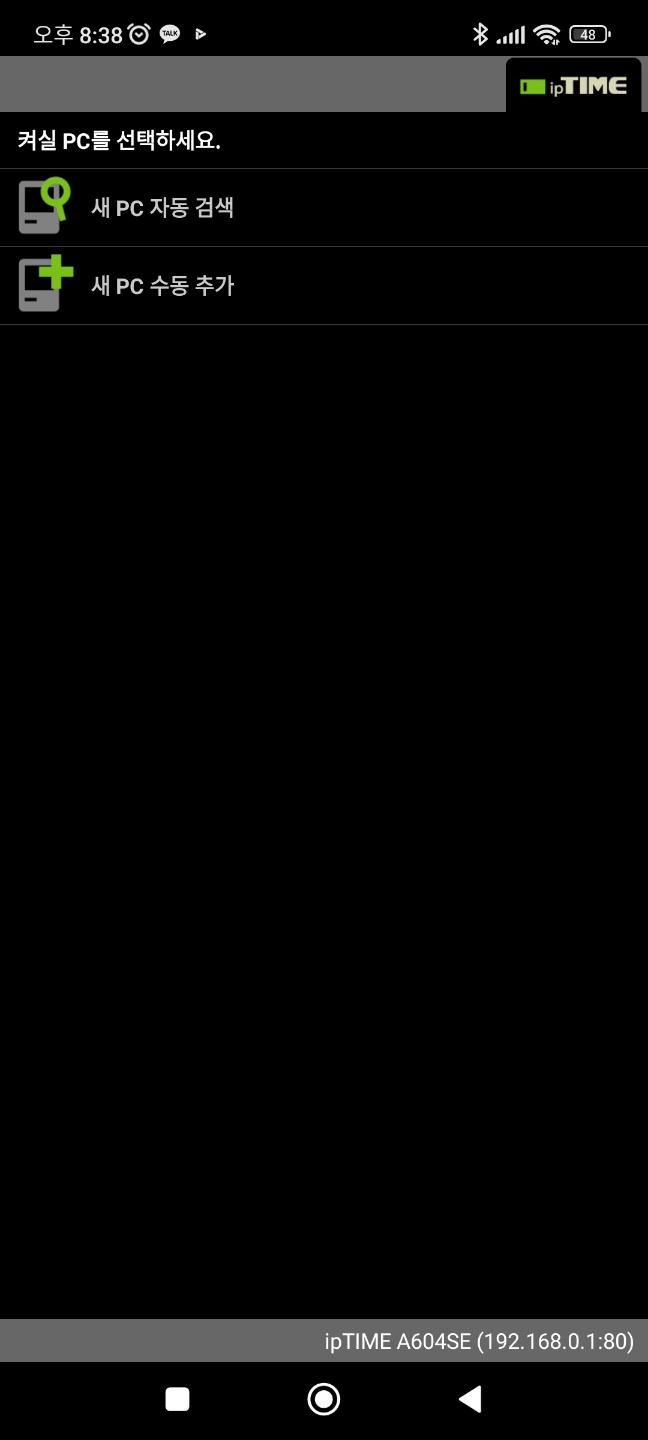 오후 8:38 TALK 48
ipTIME
켜실 PC를 선택하세요.
새 PC 자동 검색
새 PC 수동 추가
ipTIME A604SE (192.168.0.1:80)